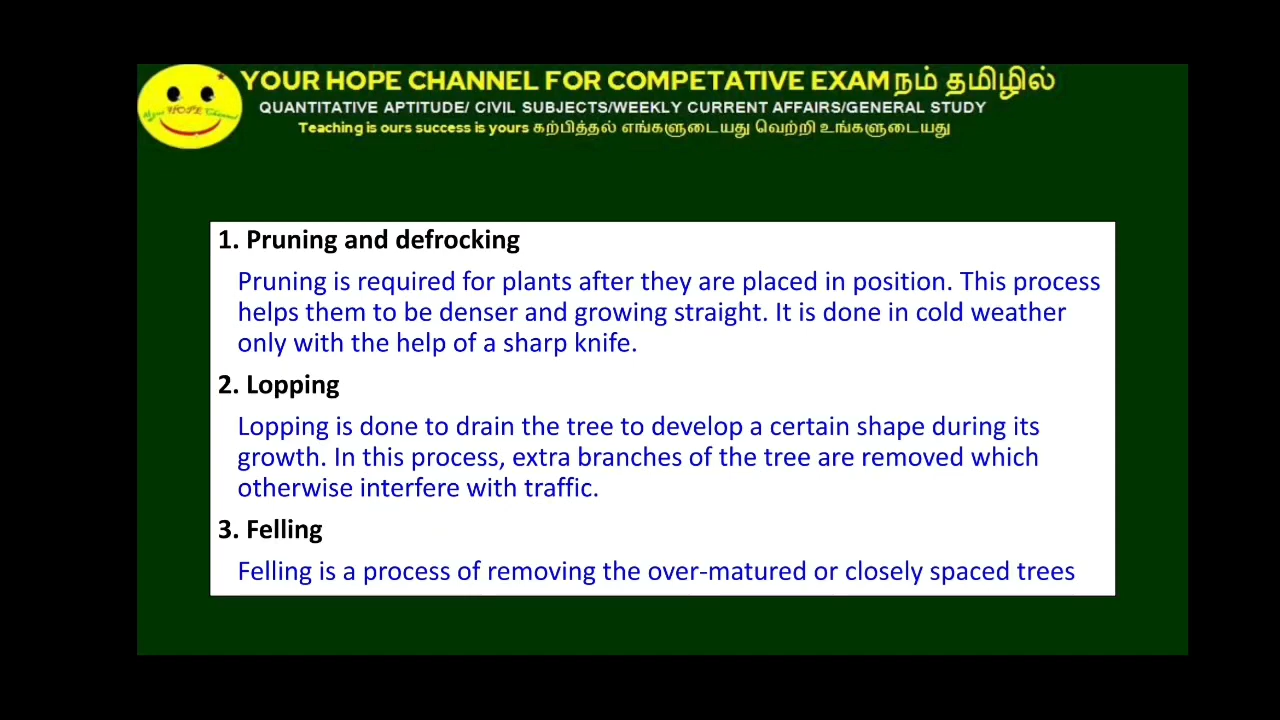 YOUR HOPE CHANNEL FOR COMPETATIVE EXAM நம் தமிழில்
QUANTITATIVE APTITUDE/ CIVIL SUBJECTS/WEEKLY CURRENT AFFAIRS/GENERAL STUDY
Teaching is ours success is yours கற்பித்தல் எங்களுடையது வெற்றி உங்களுடையது
Your HOPE Channel
1. Pruning and defrocking
Pruning is required for plants after they are placed in position. This process
helps them to be denser and growing straight. It is done in cold weather
only with the help of a sharp knife.
2. Lopping
Lopping is done to drain the tree to develop a certain shape during its
growth. In this process, extra branches of the tree are removed which
otherwise interfere with traffic.
3. Felling
Felling is a process of removing the over-matured or closely spaced trees